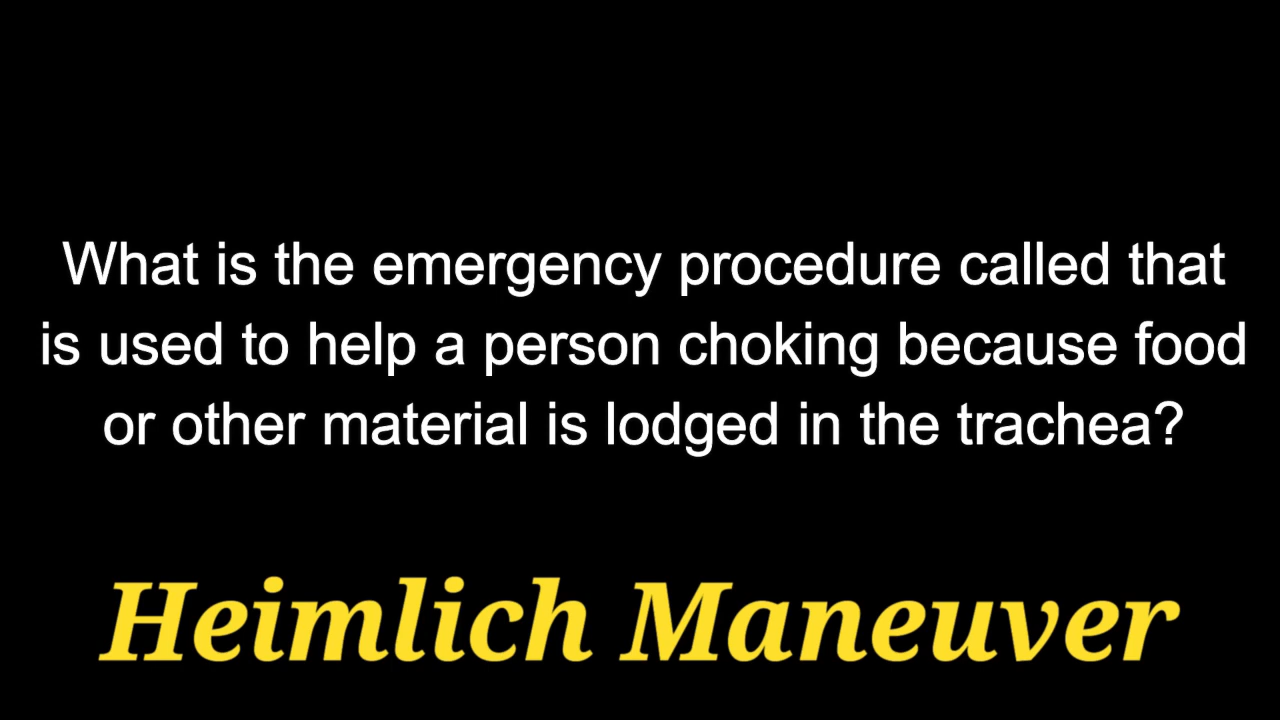 What is the emergency procedure called that
is used to help a person choking because food
or other material is lodged in the trachea?
Heimlich Maneuver